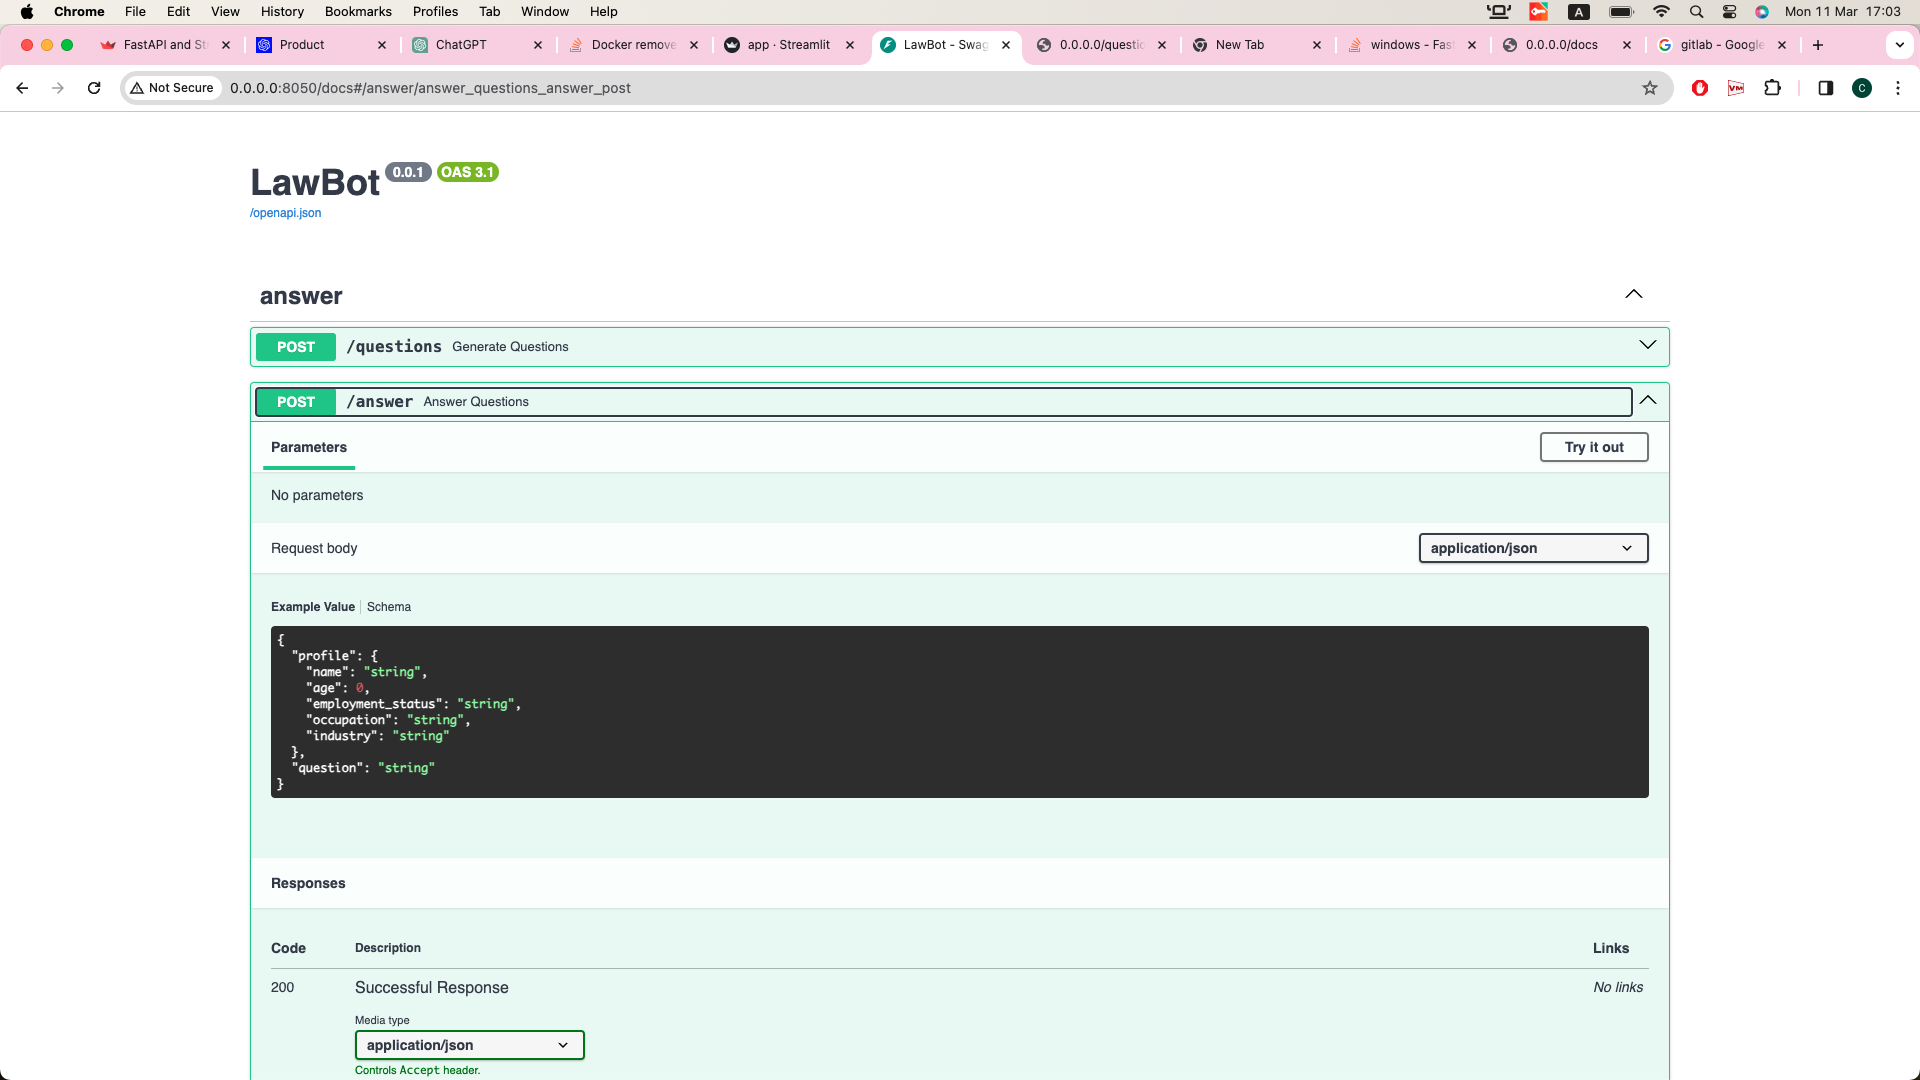 Chrome File Edit View History Bookmarks Profiles Tab Window Help A Mon 11 Mar 17:03
FastAPI and St Product ChatGPT Docker remove app · Streamlit LawBot - Swag 0.0.0.0/questio New Tab windows - Fas 0.0.0.0/docs gitlab - Google
Not Secure 0.0.0.0:8050/docs#/answer/answer_questions_answer_post VM C
LawBot 0.0.1 OAS 3.1
/openapi.json
answer
POST /questions Generate Questions
POST /answer Answer Questions
Parameters Try it out
No parameters
Request body application/json
Example Value Schema
{
"profile": {
"name": "string",
"age": 0,
"employment_status": "string",
"occupation": "string",
"industry": "string"
},
"question": "string"
}
Responses
Code Description Links
200 Successful Response No links
Media type
application/json
Controls Accept header.